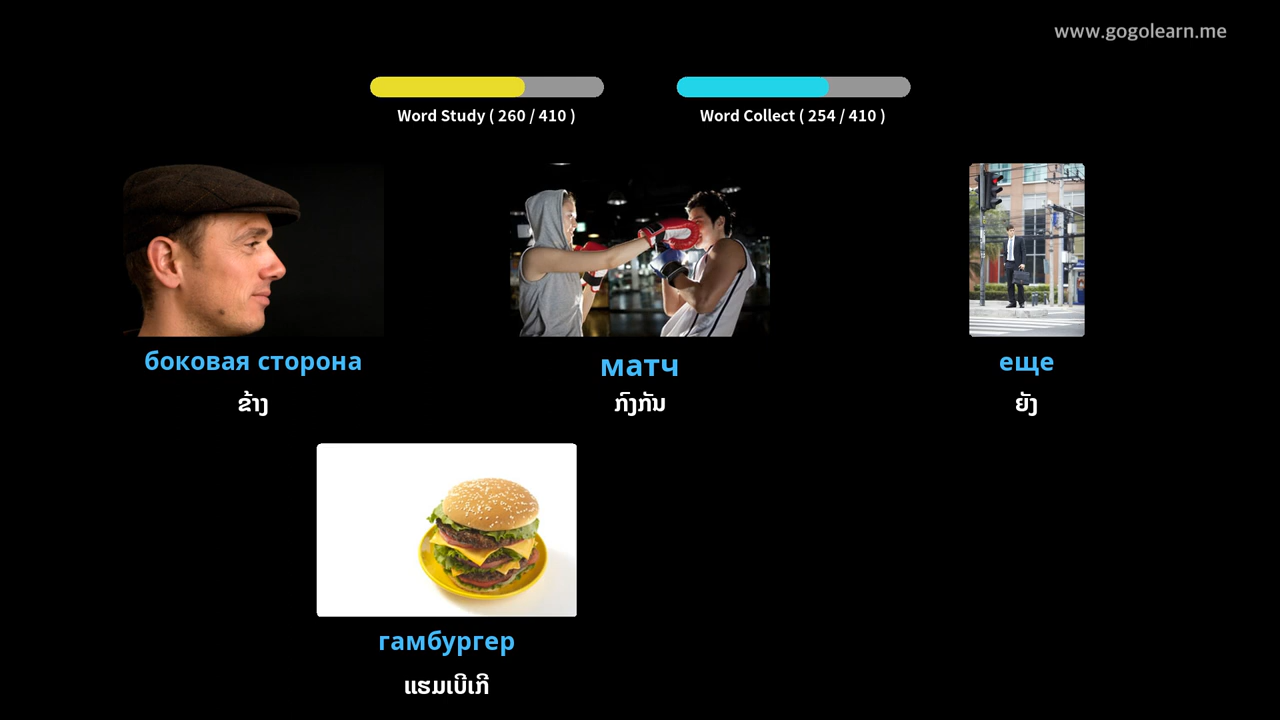 www.gogolearn.me
Word Study ( 260 / 410 )
Word Collect ( 254 / 410 )
боковая сторона
ຂ້າງ
матч
ກົງກັນ
еще
ຍັງ
гамбургер
ແຮມເບີເກີ